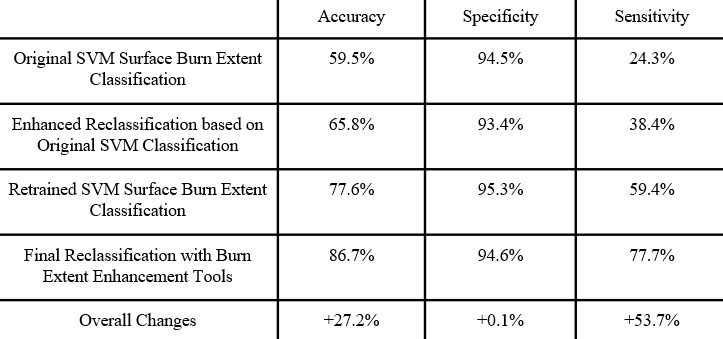 Accuracy Specificity Sensitivity
Original SVM Surface Burn Extent
Classification
59.5% 94.5% 24.3%
Enhanced Reclassification based on
Original SVM Classification
65.8% 93.4% 38.4%
Retrained SVM Surface Burn Extent
Classification
77.6% 95.3% 59.4%
Final Reclassification with Burn
Extent Enhancement Tools
86.7% 94.6% 77.7%
Overall Changes +27.2% +0.1% +53.7%